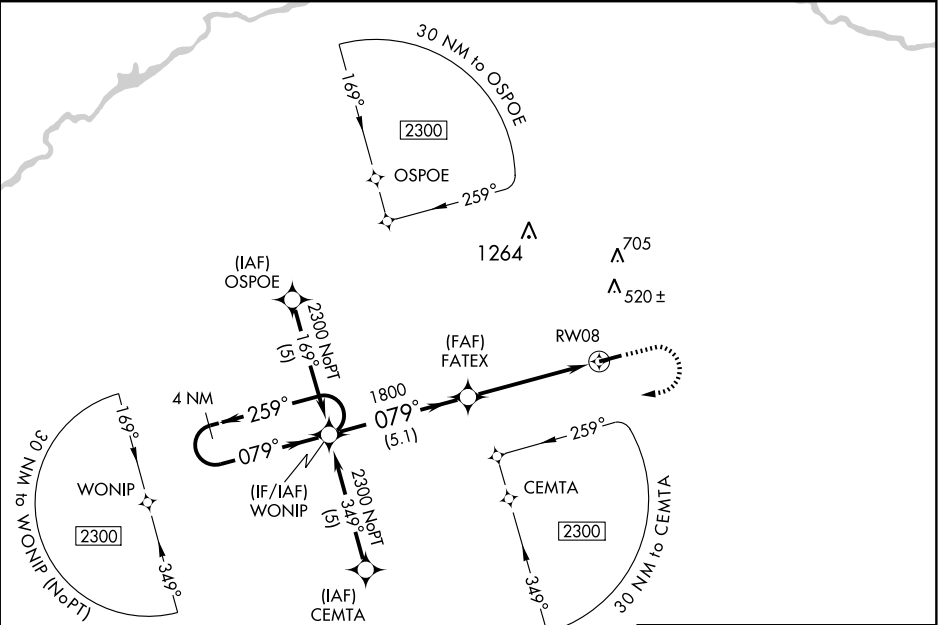 30 NM to OSPOE
169°
2300
OSPOE
259°
1264
705
520 ±
(IAF)
OSPOE
2300 NoPT
169°
(5)
(FAF)
FATEX
RW08
4 NM
259°
079°
1800
079°
(5.1)
(IF/IAF)
WONIP
2300 NoPT
349°
(5)
(IAF)
CEMTA
169°
WONIP
2300
349°
30 NM to WONIP (NoPT)
259°
CEMTA
2300
349°
30 NM to CEMTA